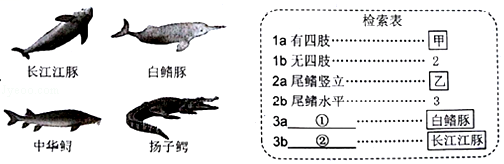 长江江豚 白鳍豚
中华鲟 扬子鳄
检索表
1a 有四肢 …………………… 甲
1b 无四肢 …………………… 2
2a 尾鳍竖立 ………………… 乙
2b 尾鳍水平 ………………… 3
3a ① ………………… 白鳍豚
3b ② ………………… 长江江豚